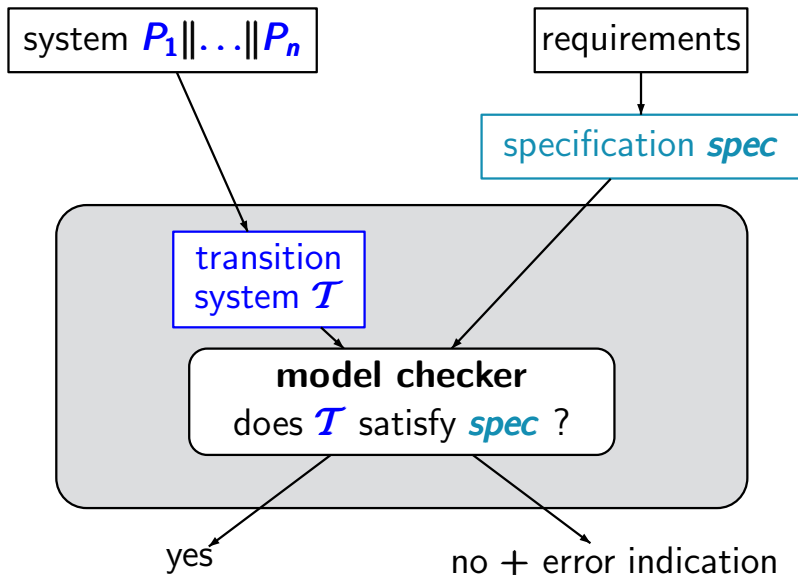 system P₁‖...‖Pₙ
requirements
specification spec
transition
system 𝒯
model checker
does 𝒯 satisfy spec ?
yes
no + error indication